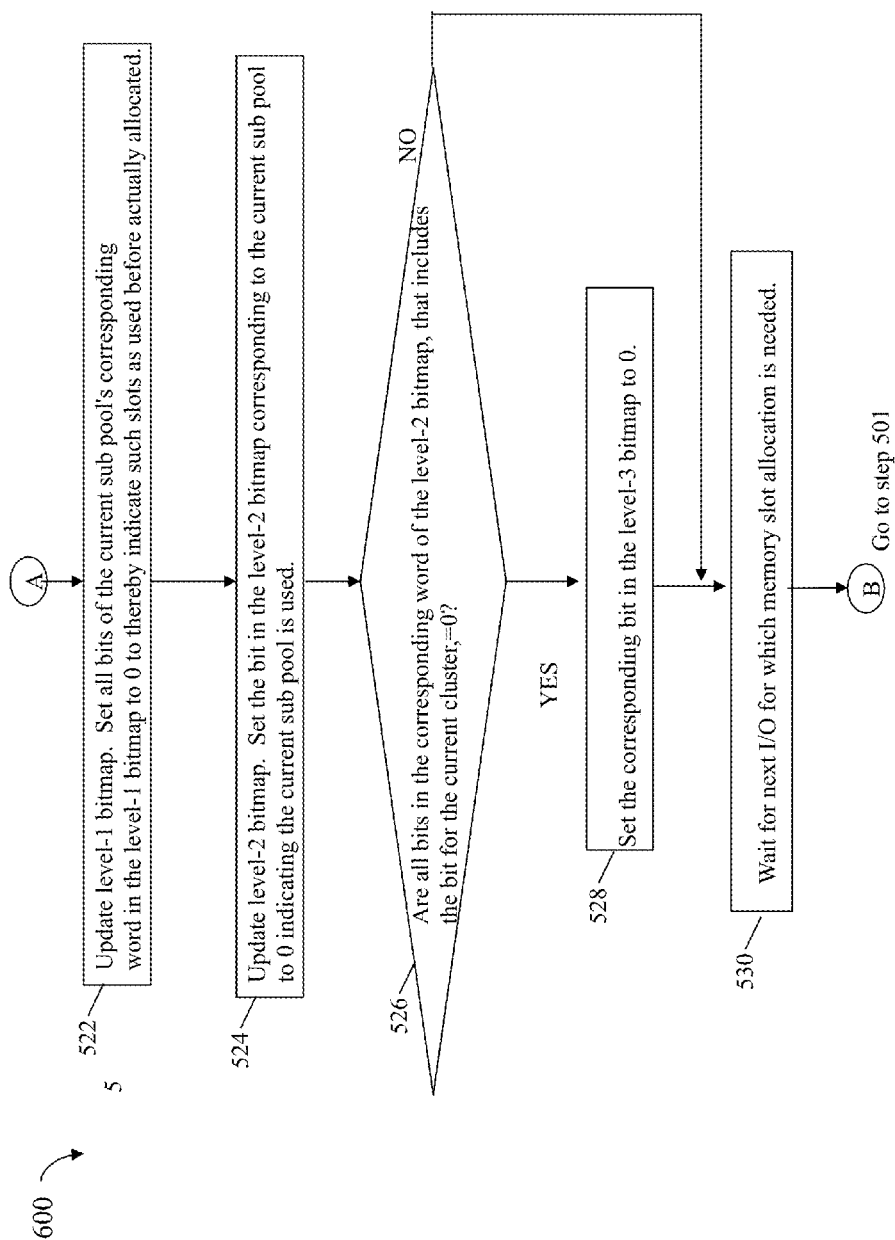 600
A
522
5
Update level-1 bitmap. Set all bits of the current sub pool's corresponding
word in the level-1 bitmap to 0 to thereby indicate such slots as used before actually allocated.
524
Update level-2 bitmap. Set the bit in the level-2 bitmap corresponding to the current sub pool
to 0 indicating the current sub pool is used.
526
Are all bits in the corresponding word of the level-2 bitmap, that includes
the bit for the current cluster,=0?
NO
YES
528
Set the corresponding bit in the level-3 bitmap to 0.
530
Wait for next I/O for which memory slot allocation is needed.
B
Go to step 501